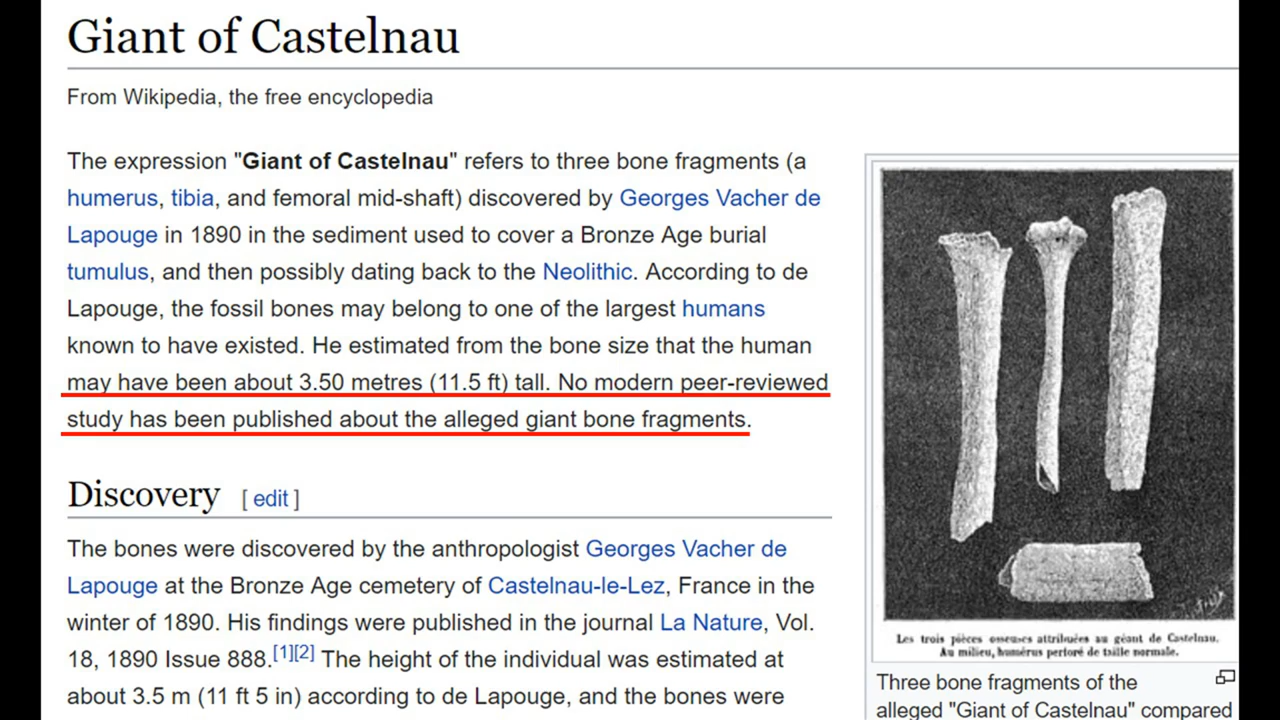 Giant of Castelnau
From Wikipedia, the free encyclopedia
The expression "Giant of Castelnau" refers to three bone fragments (a
humerus, tibia, and femoral mid-shaft) discovered by Georges Vacher de
Lapouge in 1890 in the sediment used to cover a Bronze Age burial
tumulus, and then possibly dating back to the Neolithic. According to de
Lapouge, the fossil bones may belong to one of the largest humans
known to have existed. He estimated from the bone size that the human
may have been about 3.50 metres (11.5 ft) tall. No modern peer-reviewed
study has been published about the alleged giant bone fragments.
Discovery [ edit ]
The bones were discovered by the anthropologist Georges Vacher de
Lapouge at the Bronze Age cemetery of Castelnau-le-Lez, France in the
winter of 1890. His findings were published in the journal La Nature, Vol.
18, 1890 Issue 888.[1][2] The height of the individual was estimated at
about 3.5 m (11 ft 5 in) according to de Lapouge, and the bones were
Les trois pièces osseuses attribuées au géant de Castelnau.
Au milieu, humérus perforé de taille normale.
Three bone fragments of the
alleged "Giant of Castelnau" compared